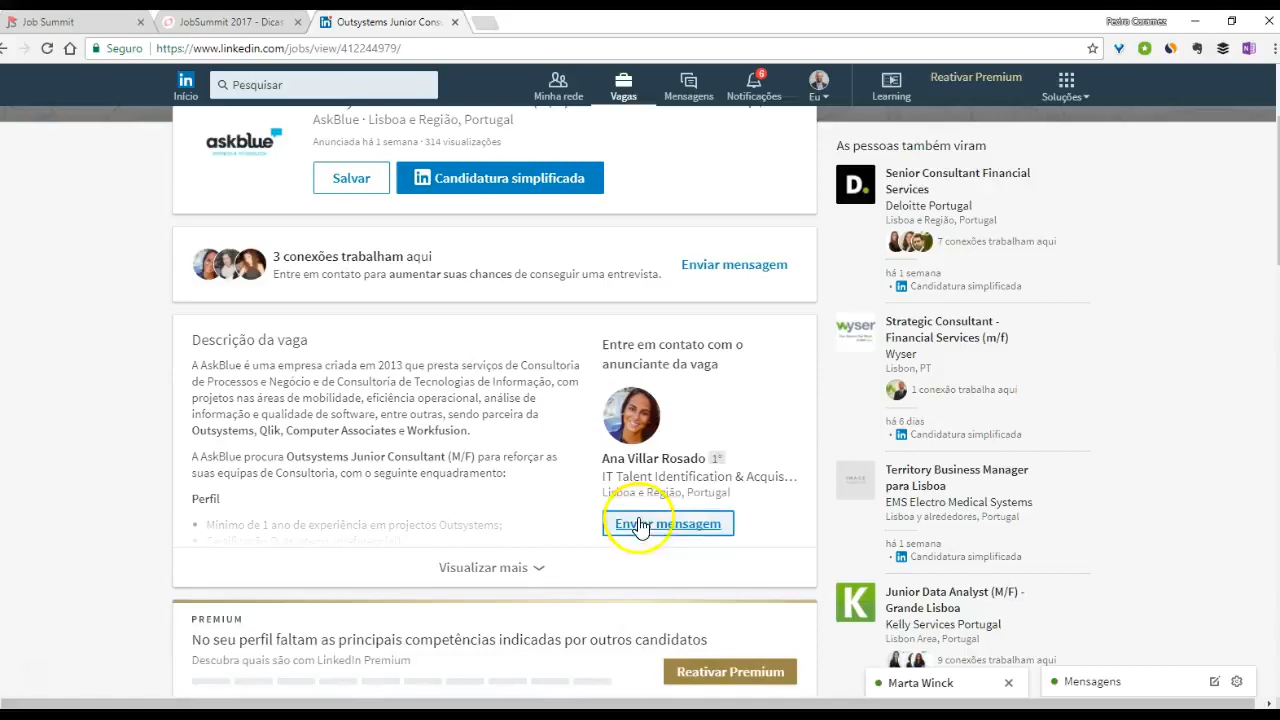 Job Summit
JobSummit 2017 - Dicas
Outsystems Junior Cons
Pedro Caramez
Seguro
https://www.linkedin.com/jobs/view/412244979/
in
Início
Pesquisar
Minha rede
Vagas
Mensagens
6
Notificações
Eu
Learning
Reativar Premium
Soluções
askblue
AskBlue · Lisboa e Região, Portugal
Anunciada há 1 semana · 314 visualizações
Salvar
in Candidatura simplificada
3 conexões trabalham aqui
Entre em contato para aumentar suas chances de conseguir uma entrevista.
Enviar mensagem
Descrição da vaga
A AskBlue é uma empresa criada em 2013 que presta serviços de Consultoria
de Processos e Negócio e de Consultoria de Tecnologias de Informação, com
projetos nas áreas de mobilidade, eficiência operacional, análise de
informação e qualidade de software, entre outras, sendo parceira da
Outsystems, Qlik, Computer Associates e Workfusion.
A AskBlue procura Outsystems Junior Consultant (M/F) para reforçar as
suas equipas de Consultoria, com o seguinte enquadramento:
Perfil
• Mínimo de 1 ano de experiência em projectos Outsystems;
Entre em contato com o
anunciante da vaga
Ana Villar Rosado 1º
IT Talent Identification & Acquis...
Lisboa e Região, Portugal
Enviar mensagem
Visualizar mais
PREMIUM
No seu perfil faltam as principais competências indicadas por outros candidatos
Descubra quais são com LinkedIn Premium
Reativar Premium
As pessoas também viram
D.
Senior Consultant Financial
Services
Deloitte Portugal
Lisboa e Região, Portugal
7 conexões trabalham aqui
há 1 semana
• in Candidatura simplificada
wyser
Strategic Consultant -
Financial Services (m/f)
Wyser
Lisbon, PT
1 conexão trabalha aqui
há 6 dias
• in Candidatura simplificada
Territory Business Manager
para Lisboa
EMS Electro Medical Systems
Lisboa y alrededores, Portugal
há 1 semana
• in Candidatura simplificada
K
Junior Data Analyst (M/F) -
Grande Lisboa
Kelly Services Portugal
Lisbon Area, Portugal
9 conexões trabalham aqui
Marta Winck
Mensagens